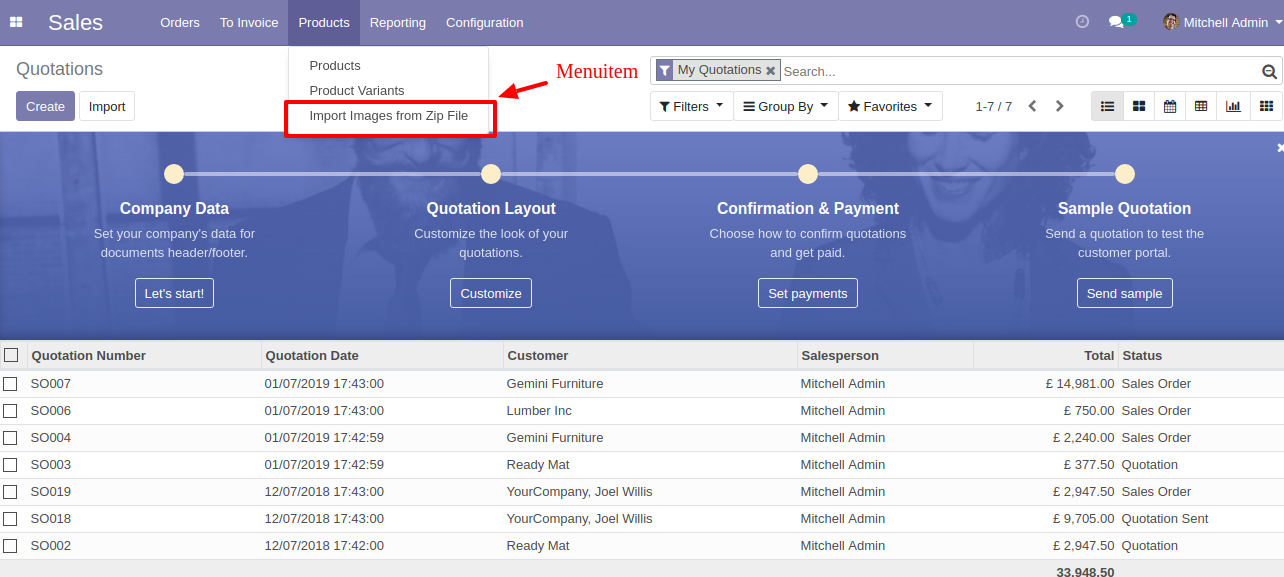 Sales Orders To Invoice Products Reporting Configuration 1 Mitchell Admin
Quotations
Products
Product Variants
Import Images from Zip File
Menuitem
My Quotations Search...
Create Import
Filters Group By Favorites 1-7 / 7
Company Data
Set your company's data for
documents header/footer.
Let's start!
Quotation Layout
Customize the look of your
quotations.
Customize
Confirmation & Payment
Choose how to confirm quotations
and get paid.
Set payments
Sample Quotation
Send a quotation to test the
customer portal.
Send sample
Quotation Number Quotation Date Customer Salesperson Total Status
SO007 01/07/2019 17:43:00 Gemini Furniture Mitchell Admin £ 14,981.00 Sales Order
SO006 01/07/2019 17:43:00 Lumber Inc Mitchell Admin £ 750.00 Sales Order
SO004 01/07/2019 17:42:59 Gemini Furniture Mitchell Admin £ 2,240.00 Sales Order
SO003 01/07/2019 17:42:59 Ready Mat Mitchell Admin £ 377.50 Quotation
SO019 12/07/2018 17:43:00 YourCompany, Joel Willis Mitchell Admin £ 2,947.50 Sales Order
SO018 12/07/2018 17:43:00 YourCompany, Joel Willis Mitchell Admin £ 9,705.00 Quotation Sent
SO002 12/07/2018 17:42:00 Ready Mat Mitchell Admin £ 2,947.50 Quotation
33,948.50